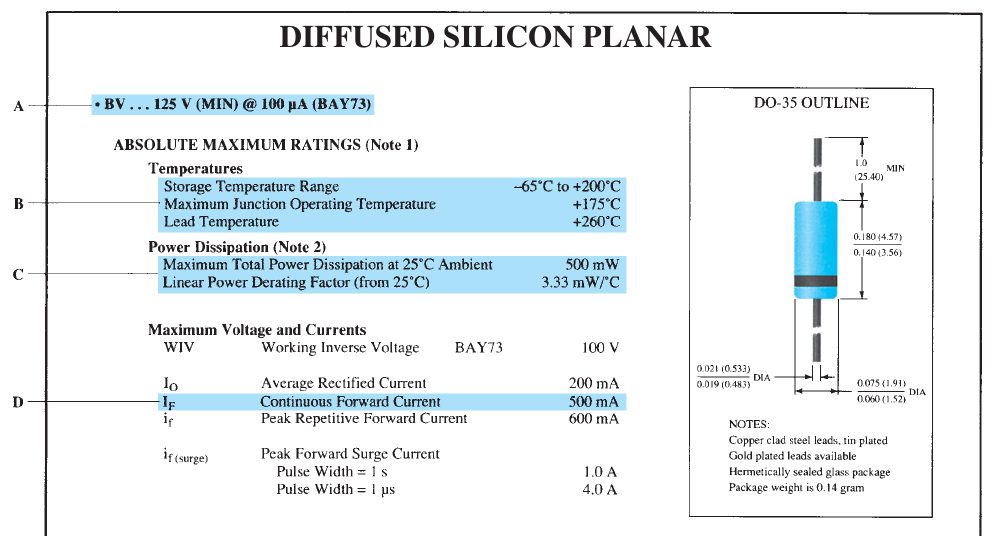 DIFFUSED SILICON PLANAR
A
• BV . . . 125 V (MIN) @ 100 μA (BAY73)
ABSOLUTE MAXIMUM RATINGS (Note 1)
Temperatures
B
Storage Temperature Range –65°C to +200°C
Maximum Junction Operating Temperature +175°C
Lead Temperature +260°C
Power Dissipation (Note 2)
C
Maximum Total Power Dissipation at 25°C Ambient 500 mW
Linear Power Derating Factor (from 25°C) 3.33 mW/°C
Maximum Voltage and Currents
WIV Working Inverse Voltage BAY73 100 V
I_O Average Rectified Current 200 mA
D
I_F Continuous Forward Current 500 mA
i_f Peak Repetitive Forward Current 600 mA
i_f (surge) Peak Forward Surge Current
Pulse Width = 1 s 1.0 A
Pulse Width = 1 μs 4.0 A
DO-35 OUTLINE
1.0
(25.40)
MIN
0.180 (4.57)
0.140 (3.56)
0.021 (0.533)
0.019 (0.483)
DIA
0.075 (1.91)
0.060 (1.52)
DIA
NOTES:
Copper clad steel leads, tin plated
Gold plated leads available
Hermetically sealed glass package
Package weight is 0.14 gram